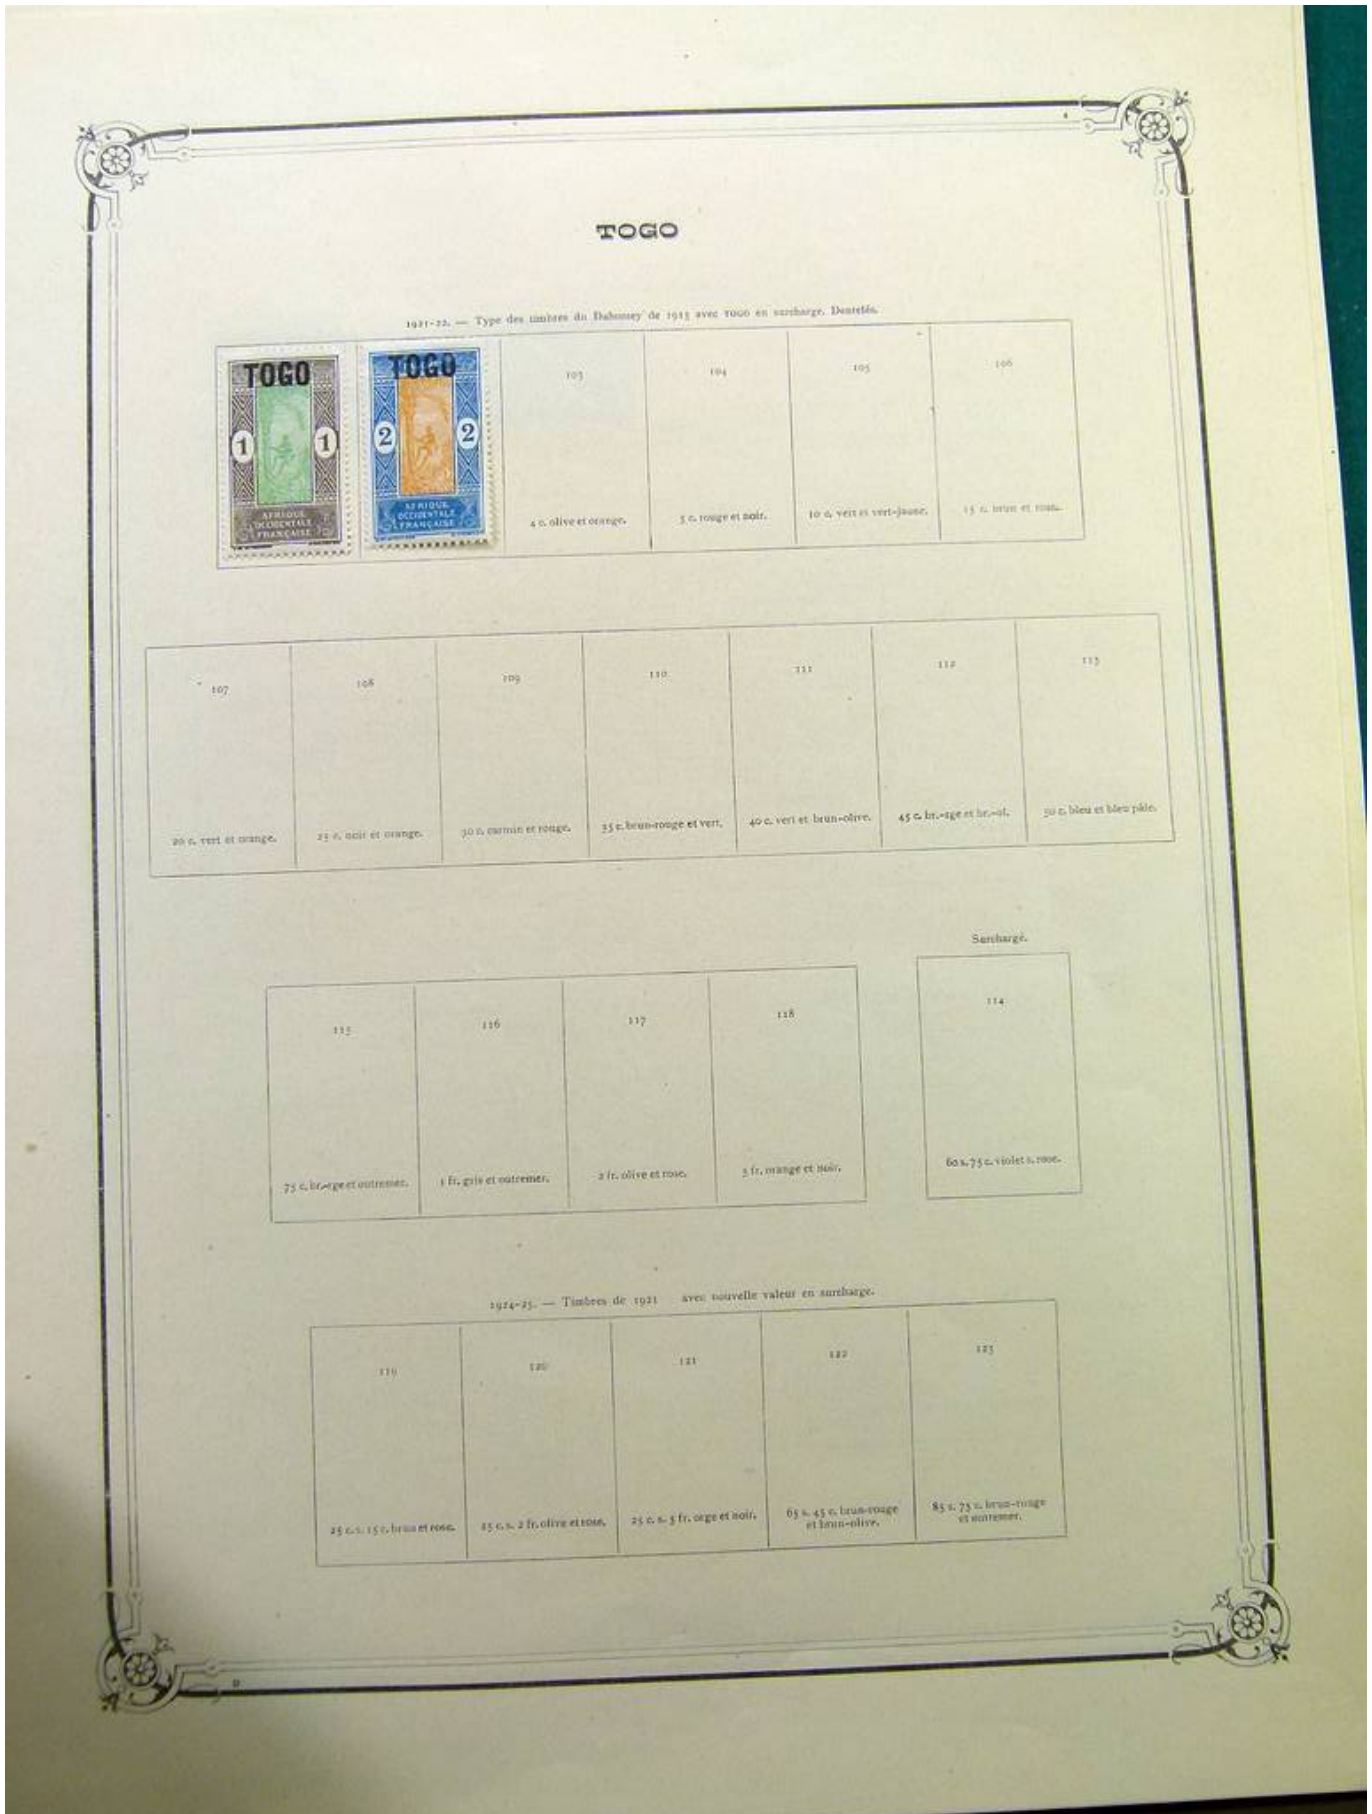 TOGO
1921-22. — Type des timbres du Dahomey de 1913 avec TOGO en surcharge. Dentelés.
TOGO
1 1
AFRIQUE
OCCIDENTALE
FRANÇAISE
TOGO
2 2
AFRIQUE
OCCIDENTALE
FRANÇAISE
103 104 105 106
4 c. olive et orange. 5 c. rouge et noir. 10 c. vert et vert-jaune. 15 c. brun et rose.
107 108 109 110 111 112 113
20 c. vert et orange. 25 c. noir et orange. 30 c. carmin et rouge. 35 c. brun-rouge et vert. 40 c. vert et brun-olive. 45 c. br.-rge et br.-ol. 50 c. bleu et bleu pâle.
Surchargé.
115 116 117 118 114
75 c. br.-rge et outremer. 1 fr. gris et outremer. 2 fr. olive et rose. 5 fr. orange et noir. 60 s. 75 c. violet s. rose.
1924-25. — Timbres de 1921 avec nouvelle valeur en surcharge.
119 120 121 122 123
25 c. s. 15 c. brun et rose. 25 c. s. 2 fr. olive et rose. 25 c. s. 5 fr. orge et noir. 65 s. 45 c. brun-rouge
et brun-olive. 85 s. 75 c. brun-rouge
et outremer.